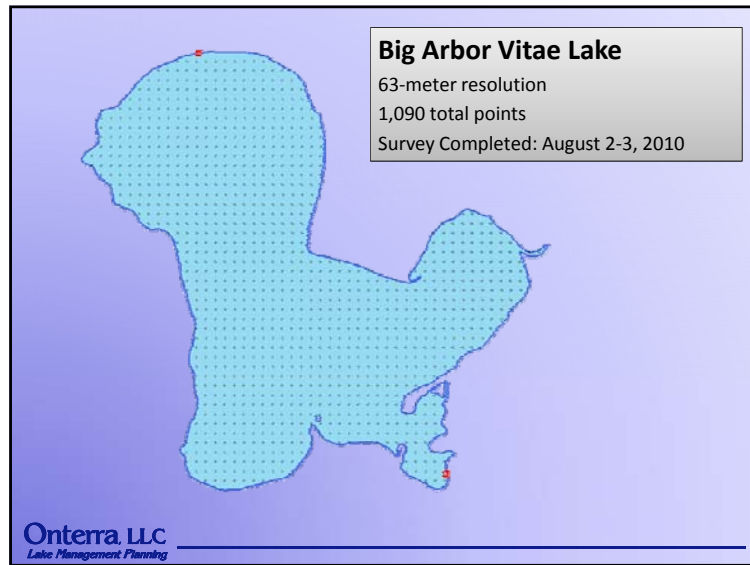 Big Arbor Vitae Lake
63-meter resolution
1,090 total points
Survey Completed: August 2-3, 2010
Onterra, LLC
Lake Management Planning